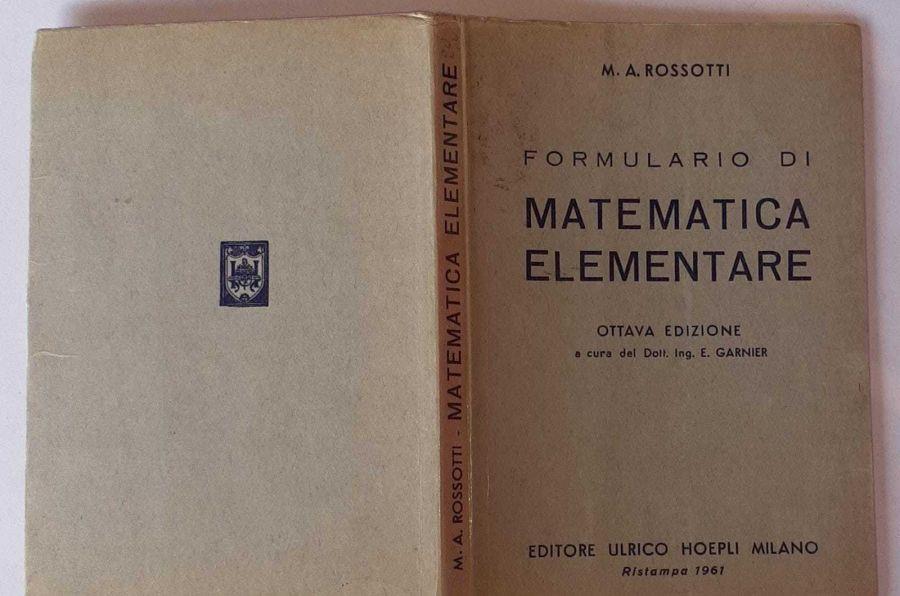 M. A. ROSSOTTI - MATEMATICA ELEMENTARE
M. A. ROSSOTTI
FORMULARIO DI
MATEMATICA
ELEMENTARE
OTTAVA EDIZIONE
a cura del Dott. Ing. E. GARNIER
EDITORE ULRICO HOEPLI MILANO
Ristampa 1961